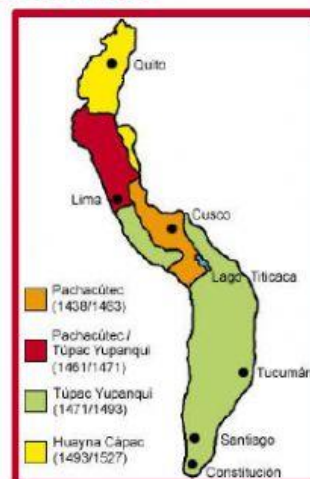 Quito
Lima
Cusco
Lago Titicaca
Pachacútec
(1438/1463)
Pachacútec /
Túpac Yupanqui
(1461/1471)
Túpac Yupanqui
(1471/1493)
Huayna Cápac
(1493/1527)
Tucumán
Santiago
Constitución